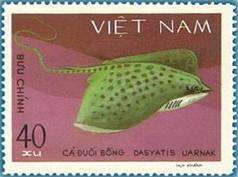 VIỆT NAM
BƯU CHÍNH
40
xu
CÁ ĐUỐI BÔNG DASYATIS UARNAK